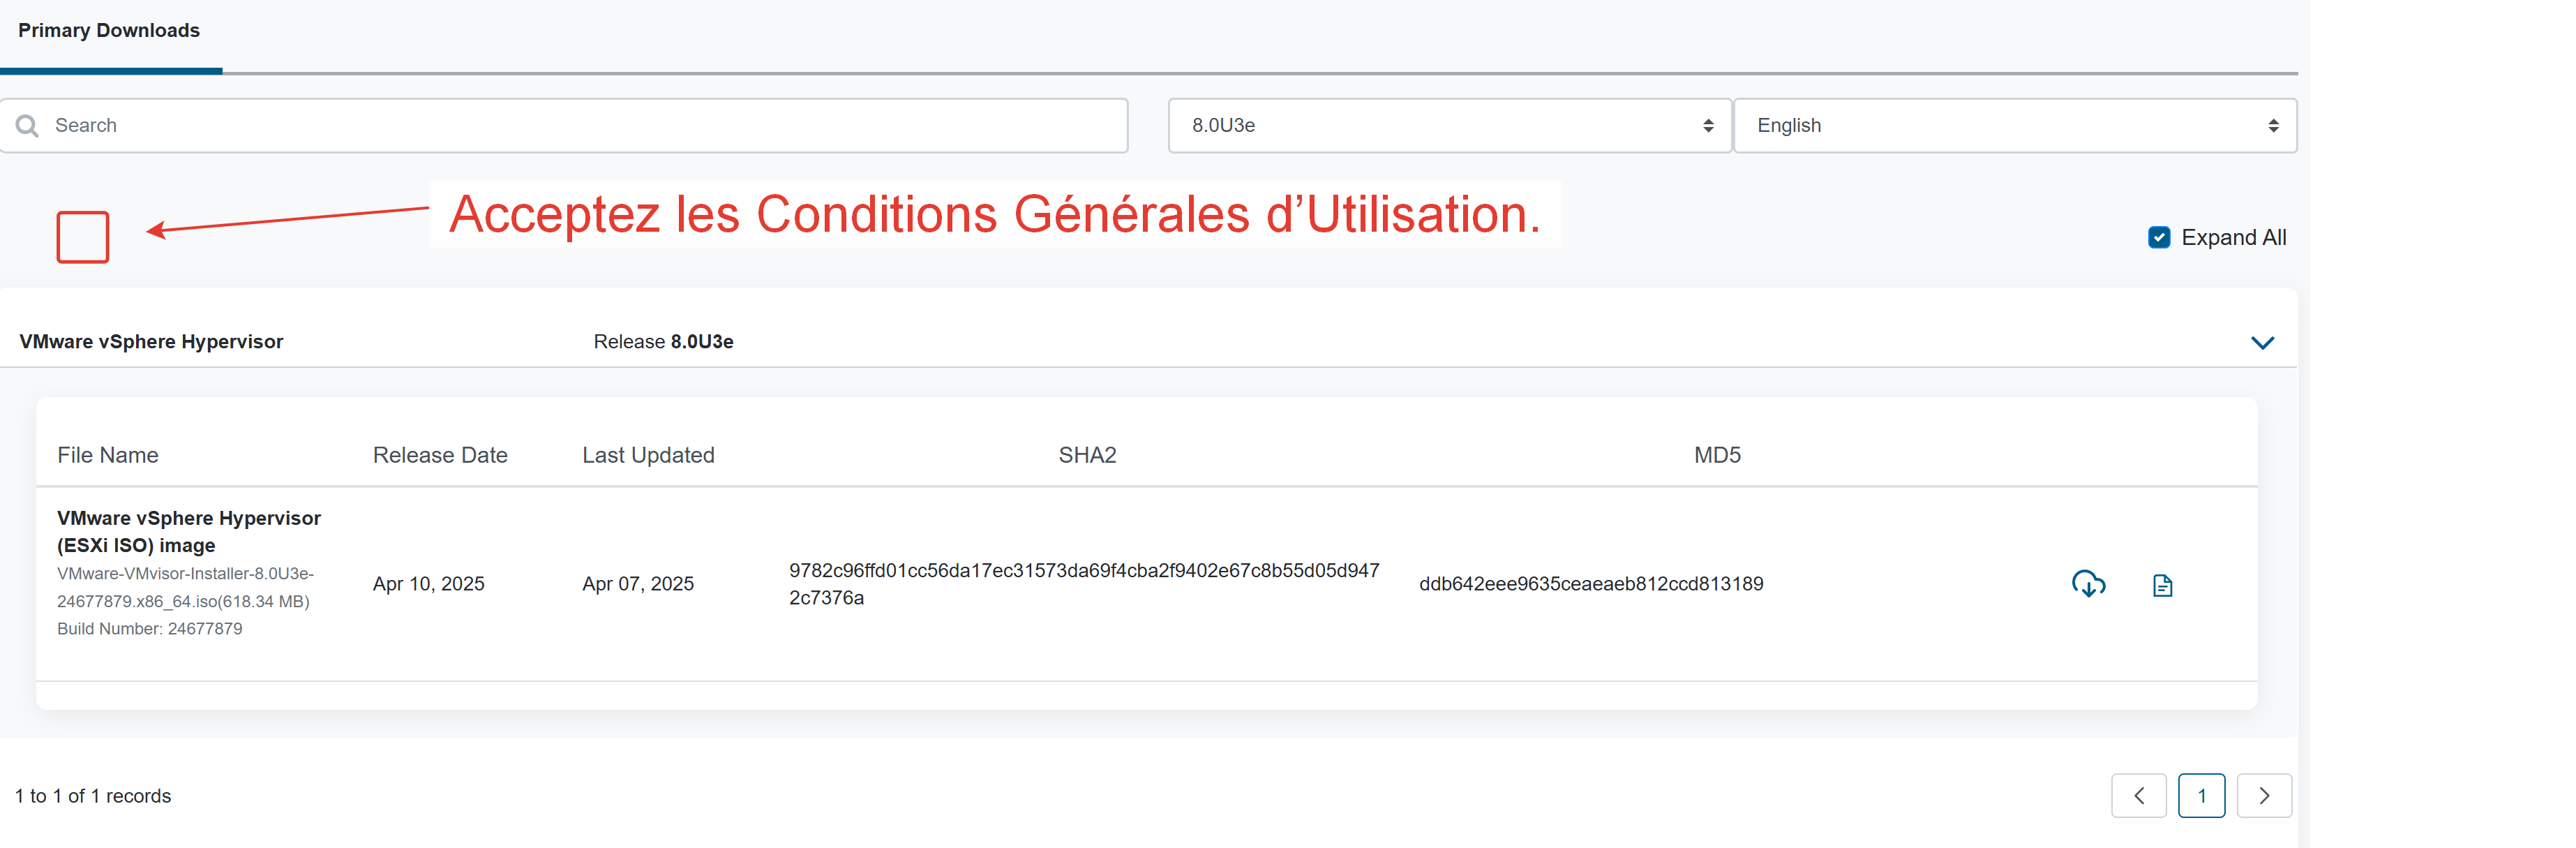 Primary Downloads
Search
8.0U3e
English
Acceptez les Conditions Générales d’Utilisation.
Expand All
VMware vSphere Hypervisor
Release 8.0U3e
File Name
Release Date
Last Updated
SHA2
MD5
VMware vSphere Hypervisor
(ESXi ISO) image
VMware-VMvisor-Installer-8.0U3e-
24677879.x86_64.iso(618.34 MB)
Build Number: 24677879
Apr 10, 2025
Apr 07, 2025
9782c96ffd01cc56da17ec31573da69f4cba2f9402e67c8b55d05d947
2c7376a
ddb642eee9635ceaeaeb812ccd813189
1 to 1 of 1 records
1